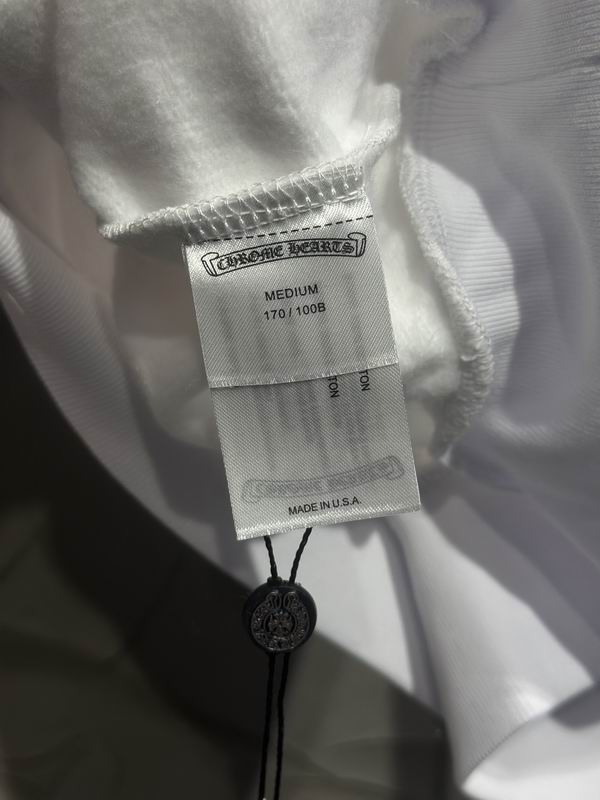 CHROME HEARTS
MEDIUM
170 / 100B
TON
TON
CHROME HEARTS
MADE IN U.S.A.